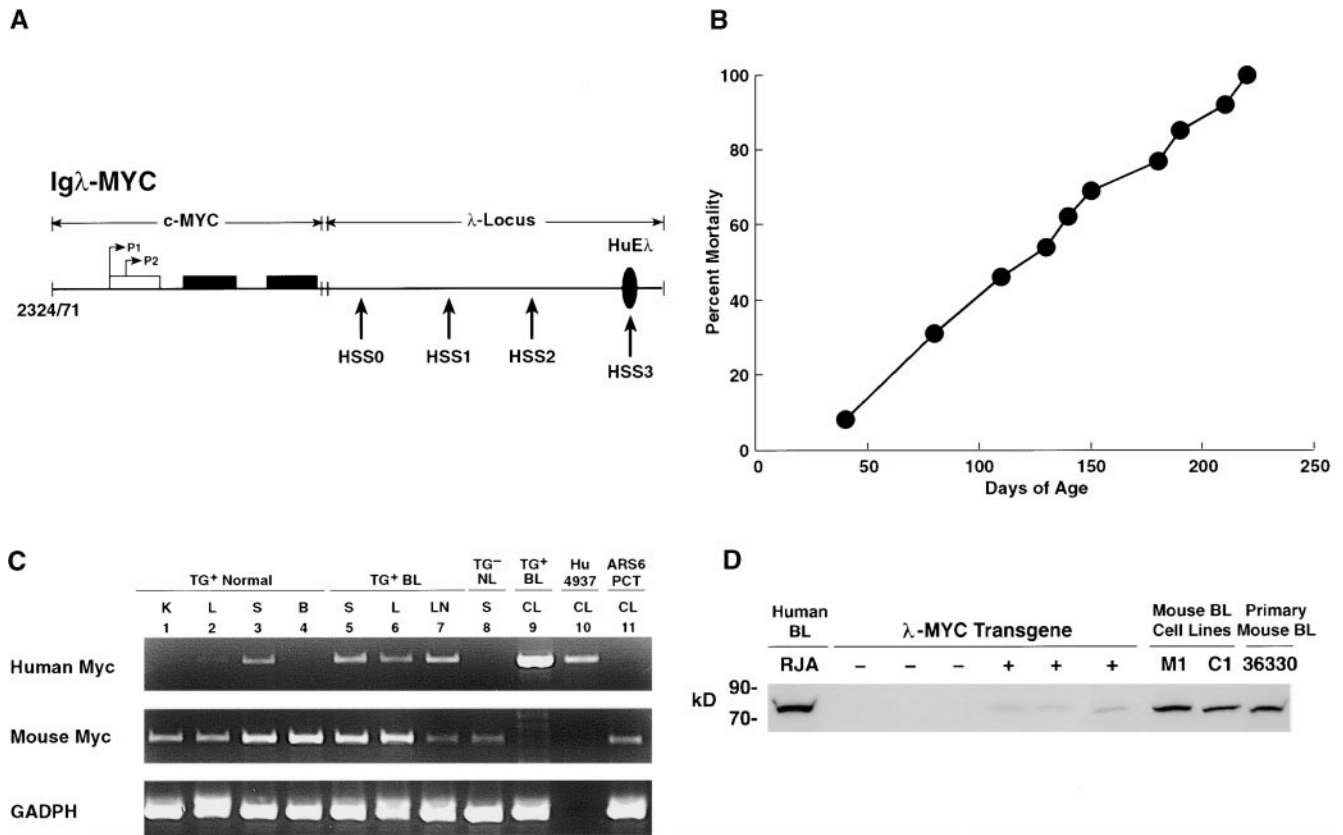 A
Igλ-MYC
c-MYC
λ-Locus
P1
P2
HuEλ
2324/71
HSS0
HSS1
HSS2
HSS3
B
Percent Mortality
100
80
60
40
20
0
0 50 100 150 200 250
Days of Age
C
TG+ Normal
TG+ BL
TG− NL
TG+ BL
Hu 4937
ARS6 PCT
K L S B S L LN S CL CL CL
1 2 3 4 5 6 7 8 9 10 11
Human Myc
Mouse Myc
GADPH
D
Human BL
λ-MYC Transgene
Mouse BL Cell Lines
Primary Mouse BL
RJA − − − + + + M1 C1 36330
kD
90-
70-